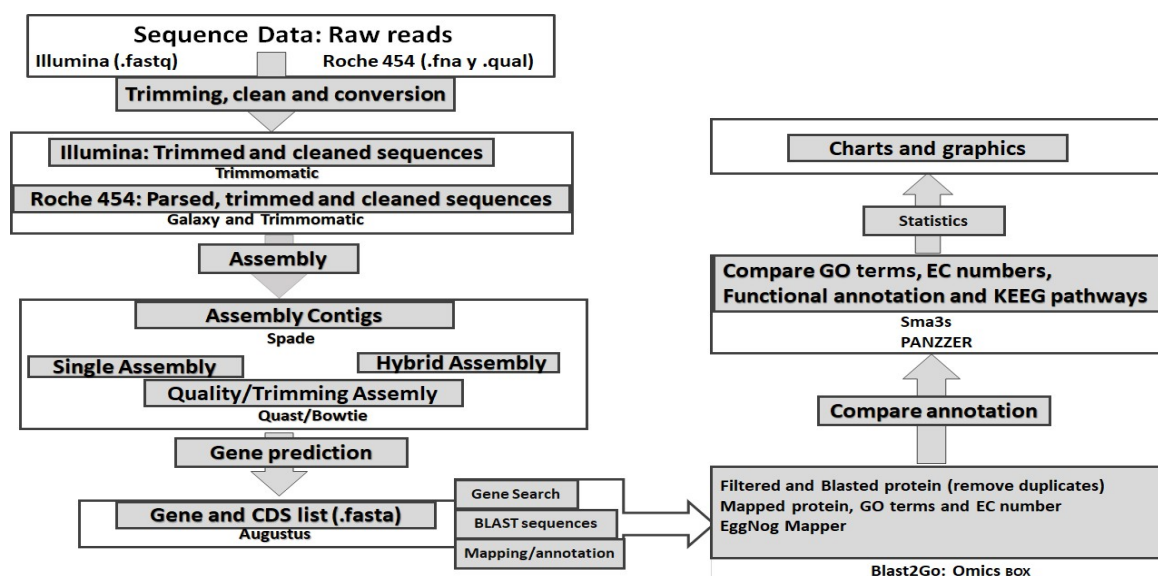 Sequence Data: Raw reads
Illumina (.fastq)
Roche 454 (.fna y .qual)
Trimming, clean and conversion
Illumina: Trimmed and cleaned sequences
Trimmomatic
Roche 454: Parsed, trimmed and cleaned sequences
Galaxy and Trimmomatic
Assembly
Assembly Contigs
Spade
Single Assembly
Hybrid Assembly
Quality/Trimming Assemly
Quast/Bowtie
Gene prediction
Gene and CDS list (.fasta)
Augustus
Gene Search
BLAST sequences
Mapping/annotation
Filtered and Blasted protein (remove duplicates)
Mapped protein, GO terms and EC number
EggNog Mapper
Blast2Go: Omics BOX
Compare annotation
Compare GO terms, EC numbers,
Functional annotation and KEEG pathways
Sma3s
PANZZER
Statistics
Charts and graphics